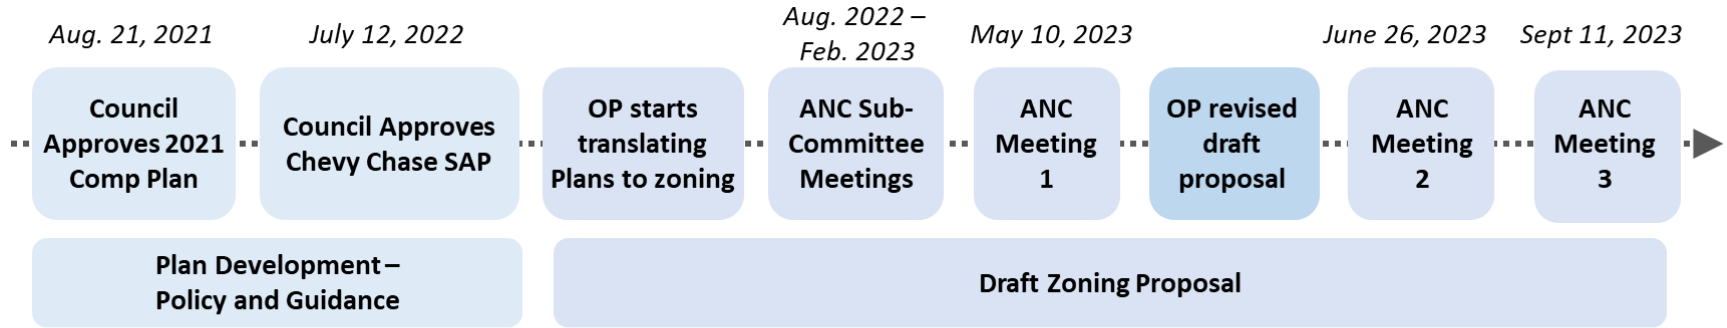 Aug. 21, 2021
July 12, 2022
Aug. 2022 –
Feb. 2023
May 10, 2023
June 26, 2023
Sept 11, 2023
Council
Approves 2021
Comp Plan
Council Approves
Chevy Chase SAP
OP starts
translating
Plans to zoning
ANC Sub-
Committee
Meetings
ANC
Meeting
1
OP revised
draft
proposal
ANC
Meeting
2
ANC
Meeting
3
Plan Development –
Policy and Guidance
Draft Zoning Proposal